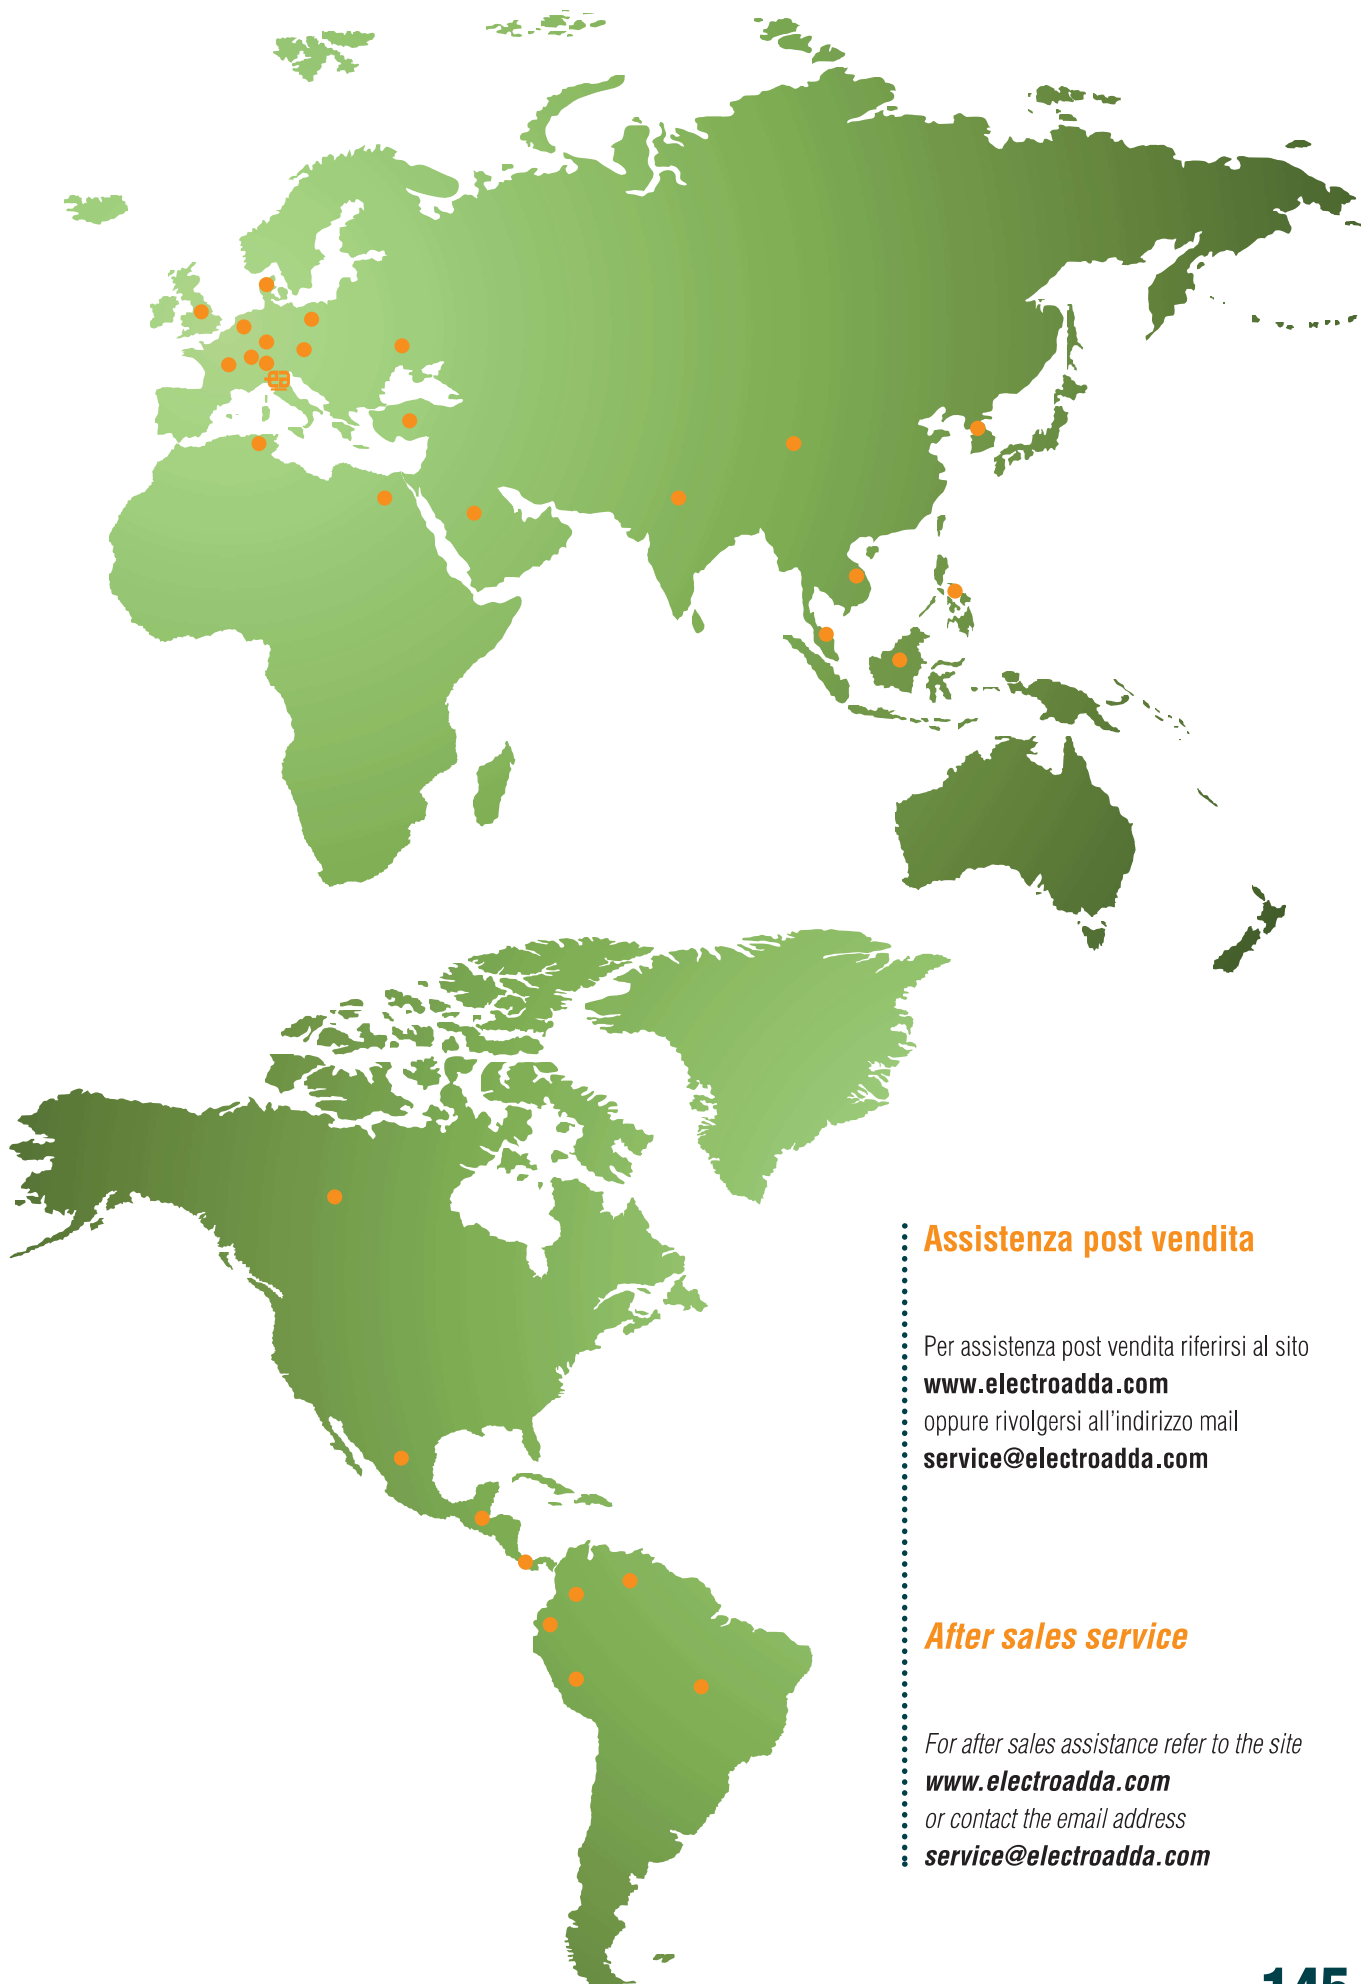 Assistenza post vendita
Per assistenza post vendita riferirsi al sito
www.electroadda.com
oppure rivolgersi all'indirizzo mail
service@electroadda.com
After sales service
For after sales assistance refer to the site
www.electroadda.com
or contact the email address
service@electroadda.com
145